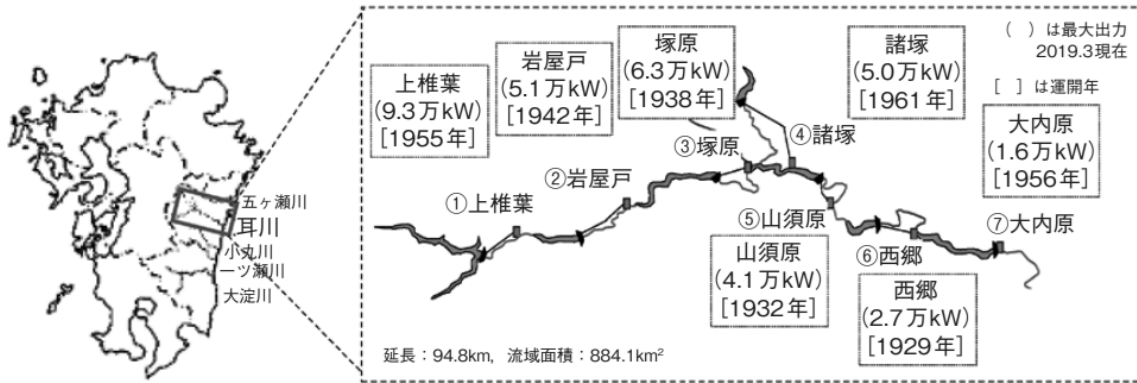 五ヶ瀬川
耳川
小丸川
一ツ瀬川
大淀川
上椎葉
(9.3万kW)
[1955年]
岩屋戸
(5.1万kW)
[1942年]
塚原
(6.3万kW)
[1938年]
諸塚
(5.0万kW)
[1961年]
( )は最大出力
2019.3現在
[ ]は運開年
大内原
(1.6万kW)
[1956年]
①上椎葉
②岩屋戸
③塚原
④諸塚
⑤山須原
山須原
(4.1万kW)
[1932年]
⑥西郷
西郷
(2.7万kW)
[1929年]
⑦大内原
延長：94.8km，流域面積：884.1km²